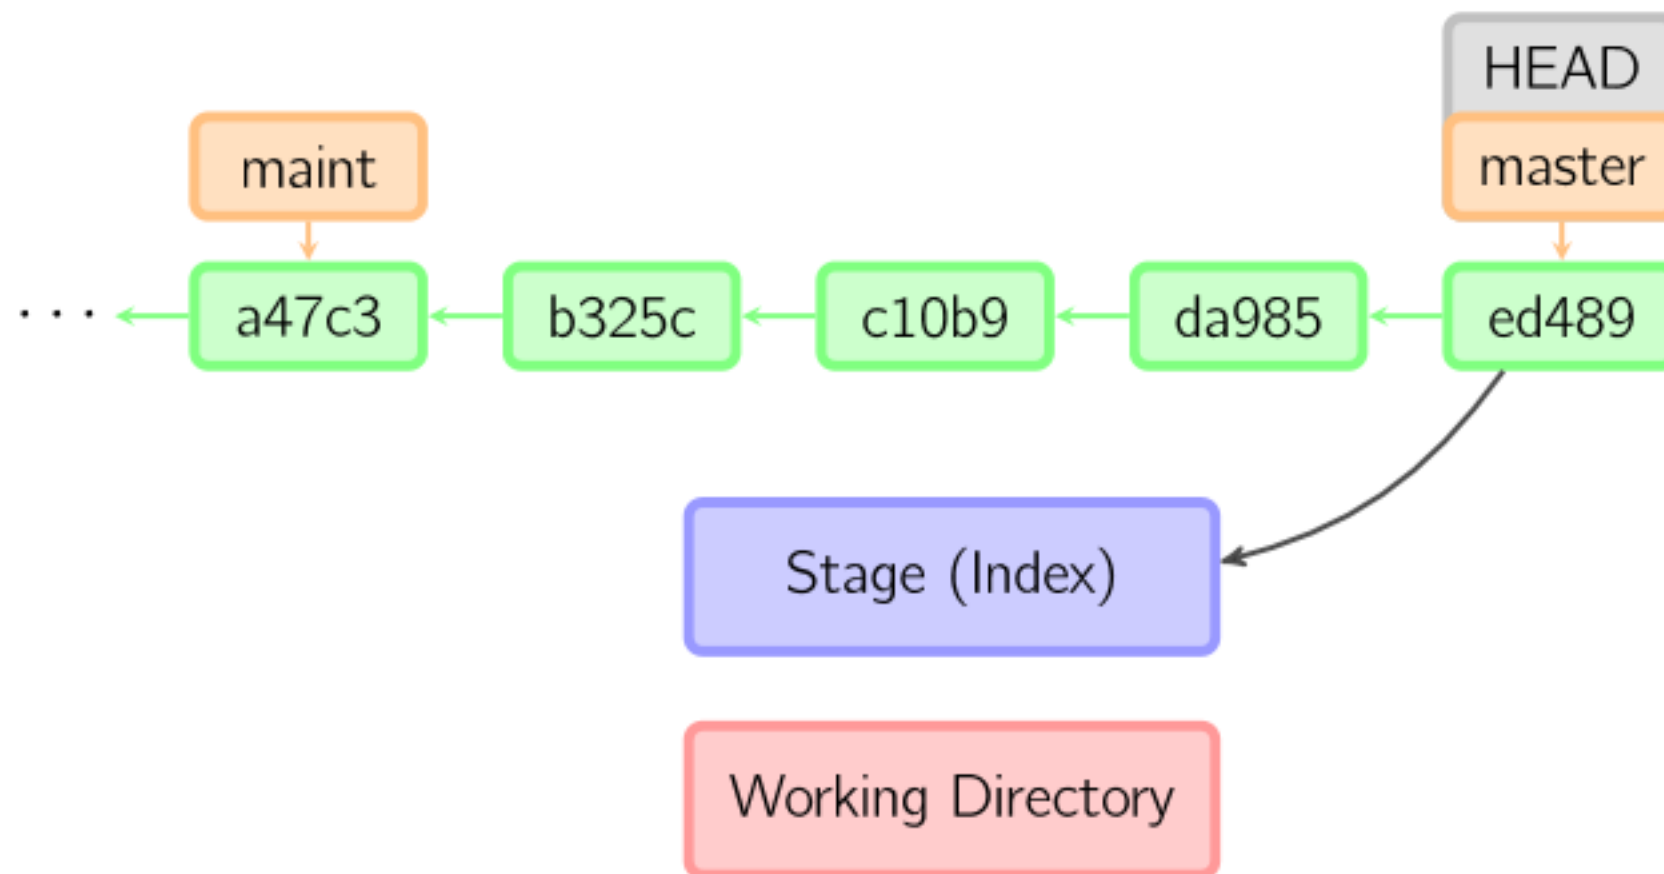 HEAD
maint
master
··· a47c3 b325c c10b9 da985 ed489
Stage (Index)
Working Directory